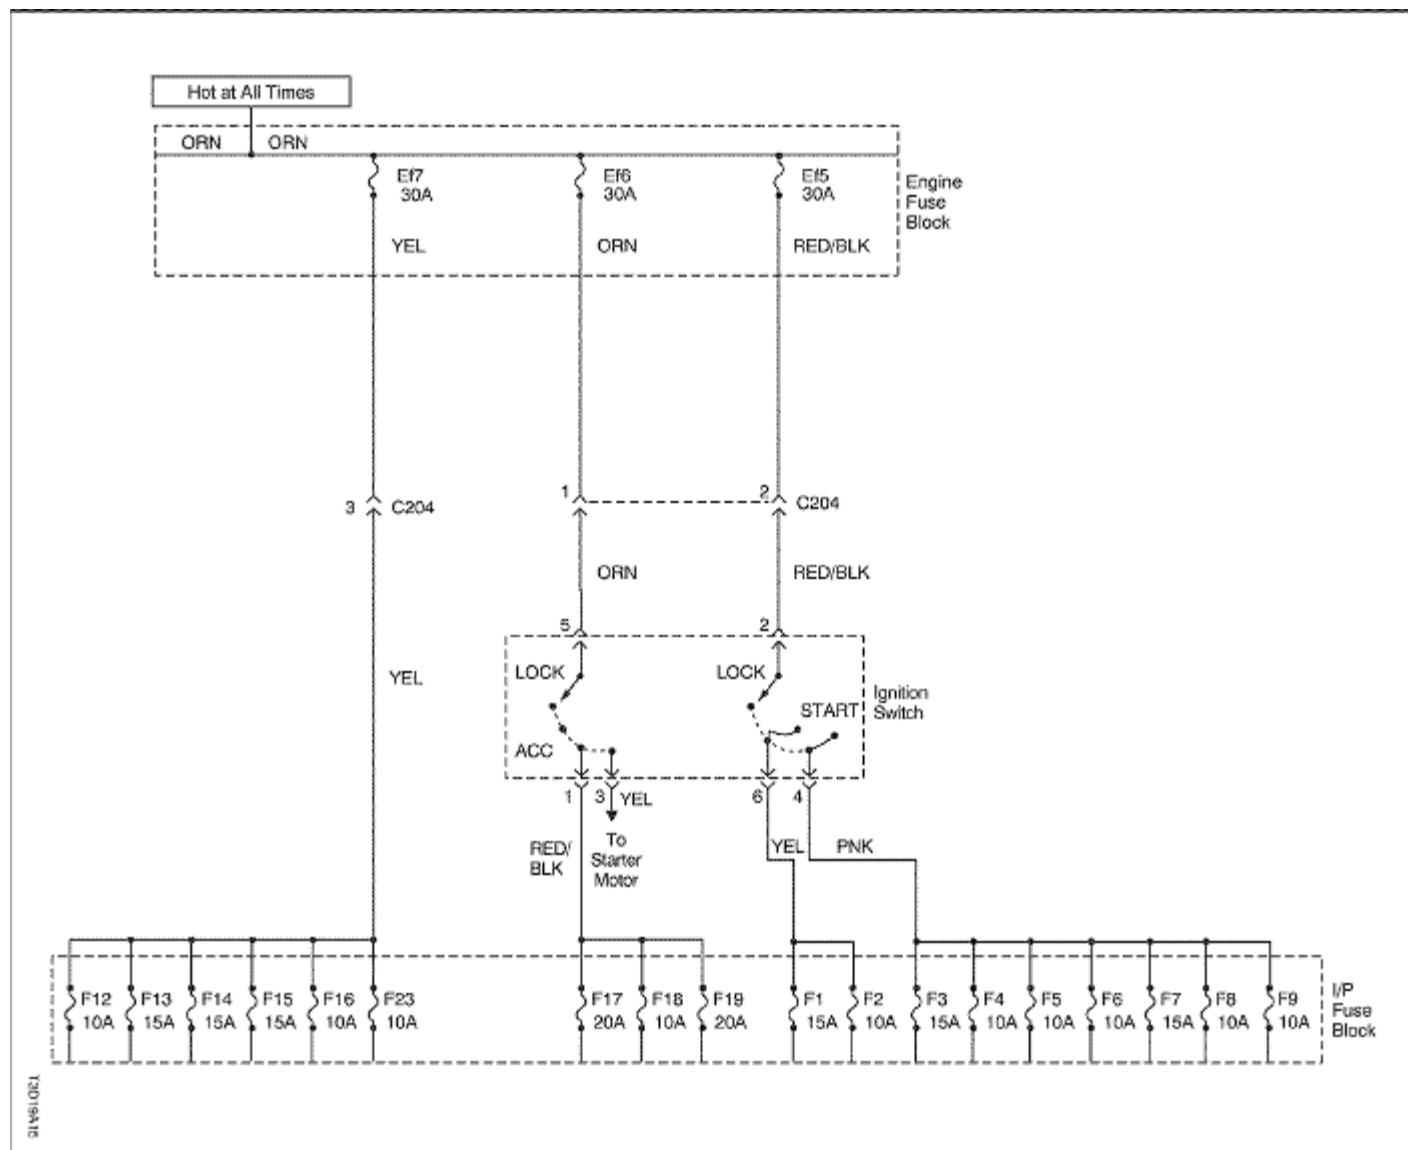 Hot at All Times
ORN ORN
Ef7
30A
Ef6
30A
Ef5
30A
Engine
Fuse
Block
YEL
ORN
RED/BLK
3 C204
1
2
C204
ORN
RED/BLK
5
2
YEL
LOCK
LOCK
START
Ignition
Switch
ACC
1 3 YEL
6 4
To
Starter
Motor
RED/
BLK
YEL PNK
F12
10A
F13
15A
F14
15A
F15
15A
F16
10A
F23
10A
F17
20A
F18
10A
F19
20A
F1
15A
F2
10A
F3
15A
F4
10A
F5
10A
F6
10A
F7
15A
F8
10A
F9
10A
I/P
Fuse
Block